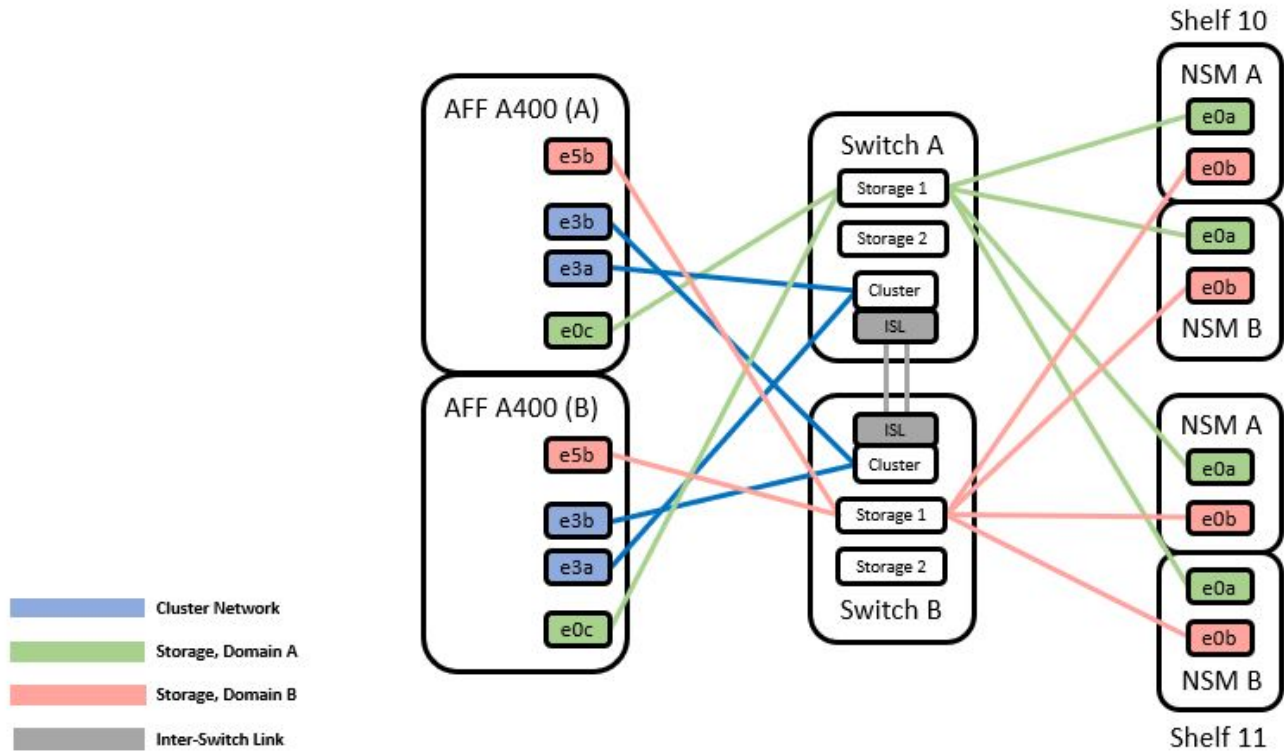 AFF A400 (A)
e5b
e3b
e3a
e0c
AFF A400 (B)
e5b
e3b
e3a
e0c
Switch A
Storage 1
Storage 2
Cluster
ISL
ISL
Cluster
Storage 1
Storage 2
Switch B
Shelf 10
NSM A
e0a
e0b
e0a
e0b
NSM B
NSM A
e0a
e0b
e0a
e0b
NSM B
Shelf 11
Cluster Network
Storage, Domain A
Storage, Domain B
Inter-Switch Link